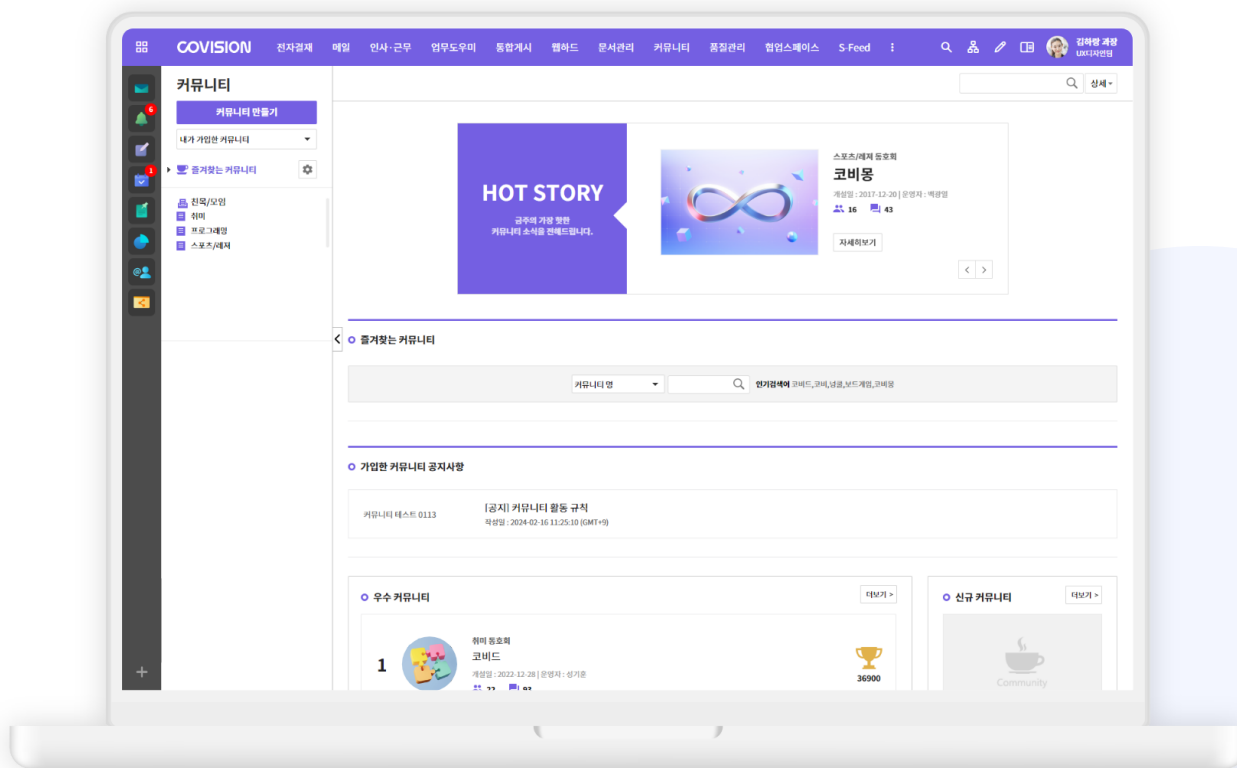 COVISION 전자결재 메일 인사·근무 업무도우미 통합게시 웹하드 문서관리 커뮤니티 품질관리 협업스페이스 S-Feed
김하랑 과장
UX디자인팀
커뮤니티
상세
커뮤니티 만들기
6
내가 가입한 커뮤니티
1
즐겨찾는 커뮤니티
친목/모임
취미
프로그래밍
스포츠/레져
HOT STORY
금주의 가장 핫한
커뮤니티 소식을 전해드립니다.
스포츠/레져 동호회
코비몽
개설일 : 2017-12-20 | 운영자 : 백광열
16 43
자세히보기
< >
즐겨찾는 커뮤니티
커뮤니티 명
인기검색어 코비드,코비,넝쿨,보드게임,코비몽
가입한 커뮤니티 공지사항
커뮤니티 테스트 0113
[공지] 커뮤니티 활동 규칙
작성일 : 2024-02-16 11:25:10 (GMT+9)
우수 커뮤니티
더보기 >
1
취미 동호회
코비드
개설일 : 2022-12-28 | 운영자 : 성기훈
22 93
36900
신규 커뮤니티
더보기 >
Community